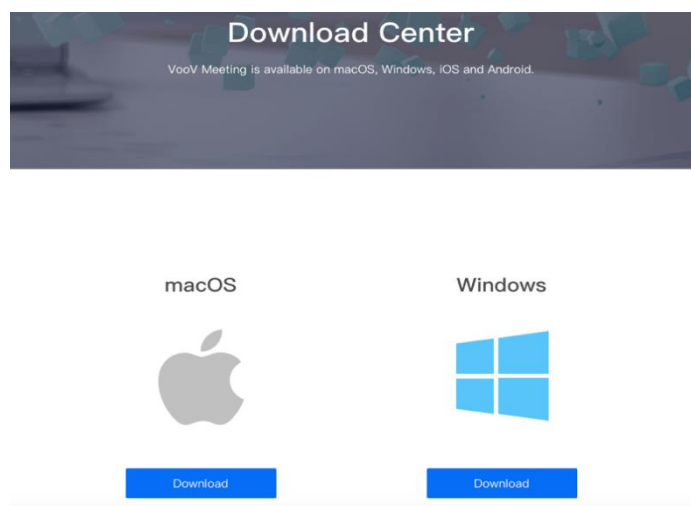 Download Center
VooV Meeting is available on macOS, Windows, iOS and Android.
macOS
Windows
Download
Download